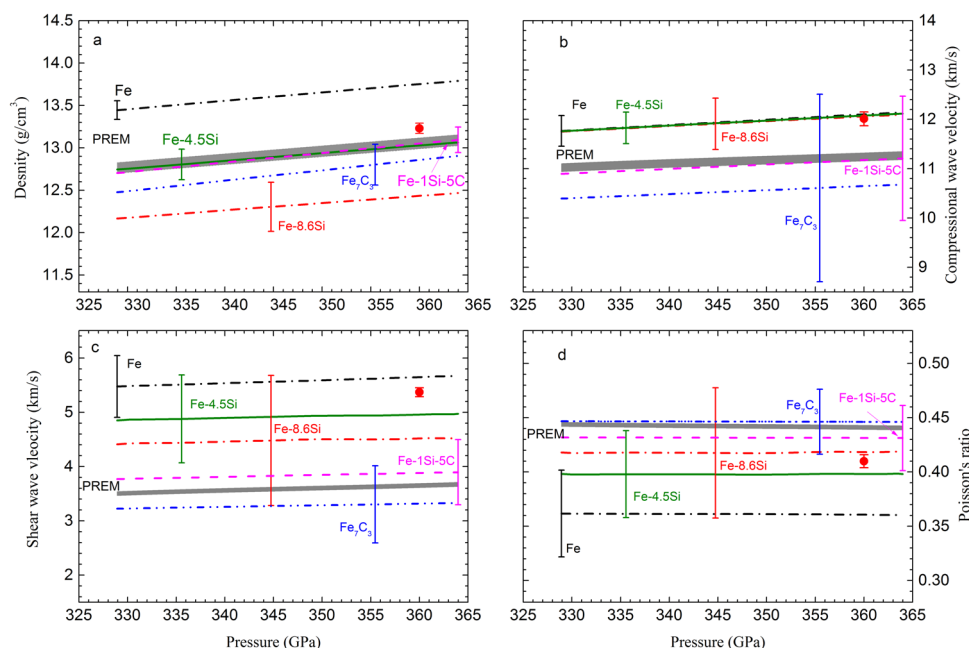 a
14.5
14.0
13.5
13.0
12.5
12.0
11.5
Desnity (g/cm³)
Fe
PREM
Fe-4.5Si
Fe₇C₃
Fe-1Si-5C
Fe-8.6Si
325 330 335 340 345 350 355 360 365
b
14
13
12
11
10
9
Compressional wave velocity (km/s)
Fe
Fe-4.5Si
Fe-8.6Si
PREM
Fe-1Si-5C
Fe₇C₃
325 330 335 340 345 350 355 360 365
c
6
5
4
3
2
Shear wave vlecity (km/s)
Fe
Fe-4.5Si
Fe-8.6Si
Fe-1Si-5C
PREM
Fe₇C₃
325 330 335 340 345 350 355 360 365
Pressure (GPa)
d
0.50
0.45
0.40
0.35
0.30
Poisson's ratio
Fe₇C₃
Fe-1Si-5C
PREM
Fe-8.6Si
Fe-4.5Si
Fe
325 330 335 340 345 350 355 360 365
Pressure (GPa)